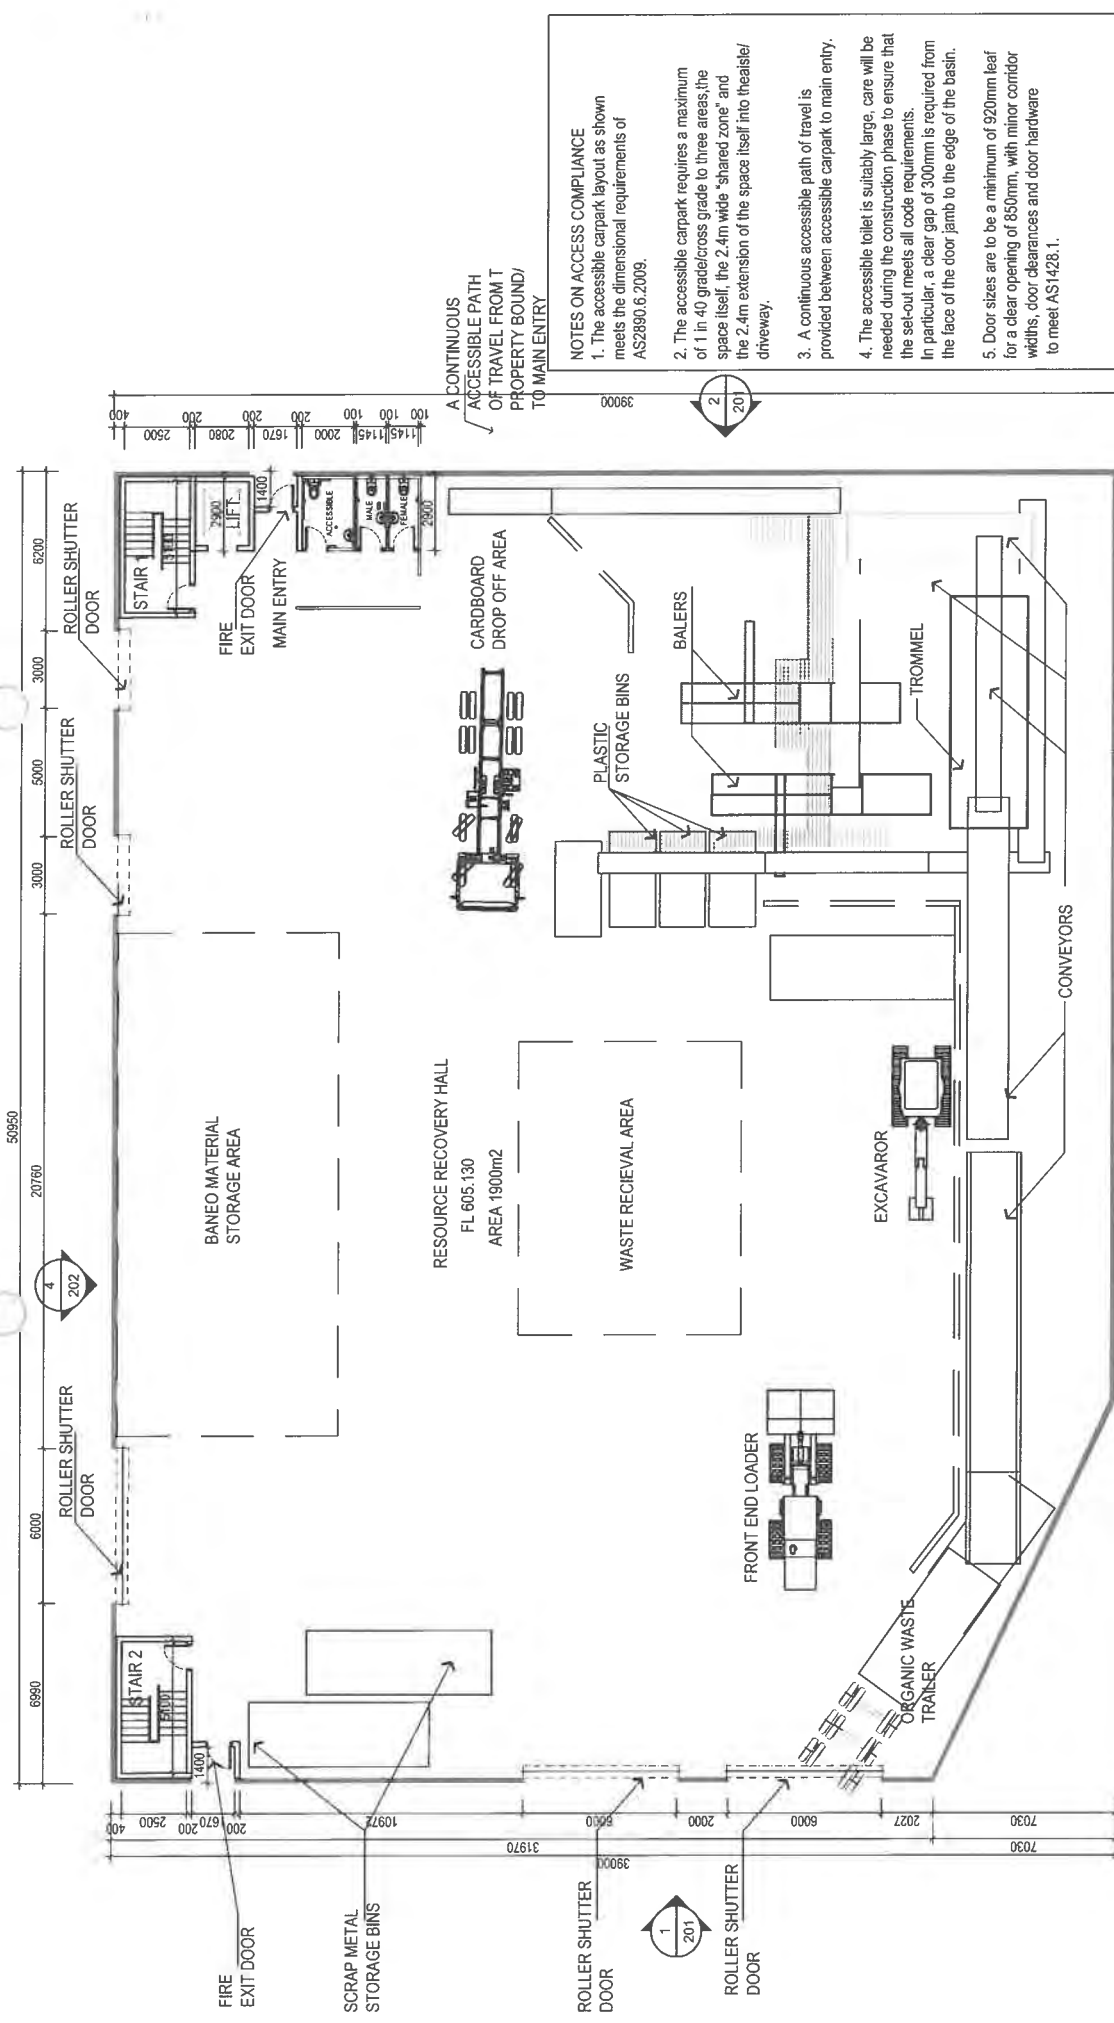 50950
6990
6000
20760
3000
5000
3000
6200
ROLLER SHUTTER
DOOR
ROLLER SHUTTER
DOOR
ROLLER SHUTTER
DOOR
4
202
STAIR 2
5100
1400
STAIR 1
LIFT
2900
1400
ACCESSIBLE
MALE
FEMALE
2900
FIRE
EXIT DOOR
MAIN ENTRY
400
2500
200
2080
200
1670
200
2000
100
1145
100
1145
100
39000
A CONTINUOUS
ACCESSIBLE PATH
OF TRAVEL FROM T
PROPERTY BOUND/
TO MAIN ENTRY
2
201
BANEO MATERIAL
STORAGE AREA
RESOURCE RECOVERY HALL
FL 605.130
AREA 1900m2
WASTE RECIEVAL AREA
CARDBOARD
DROP OFF AREA
PLASTIC
STORAGE BINS
BALERS
TROMMEL
CONVEYORS
EXCAVAROR
FRONT END LOADER
ORGANIC WASTE
TRAILER
400
2500
200
1670
200
10972
6000
2000
6000
2027
7030
31970
7030
39000
FIRE
EXIT DOOR
SCRAP METAL
STORAGE BINS
ROLLER SHUTTER
DOOR
1
201
ROLLER SHUTTER
DOOR
NOTES ON ACCESS COMPLIANCE
1. The accessible carpark layout as shown
meets the dimensional requirements of
AS2890.6.2009.
2. The accessible carpark requires a maximum
of 1 in 40 grade/cross grade to three areas,the
space itself, the 2.4m wide "shared zone" and
the 2.4m extension of the space itself into theaisle/
driveway.
3. A continuous accessible path of travel is
provided between accessible carpark to main entry.
4. The accessible toilet is suitably large, care will be
needed during the construction phase to ensure that
the set-out meets all code requirements.
In particular, a clear gap of 300mm is required from
the face of the door jamb to the edge of the basin.
5. Door sizes are to be a minimum of 920mm leaf
for a clear opening of 850mm, with minor corridor
widths, door clearances and door hardware
to meet AS1428.1.